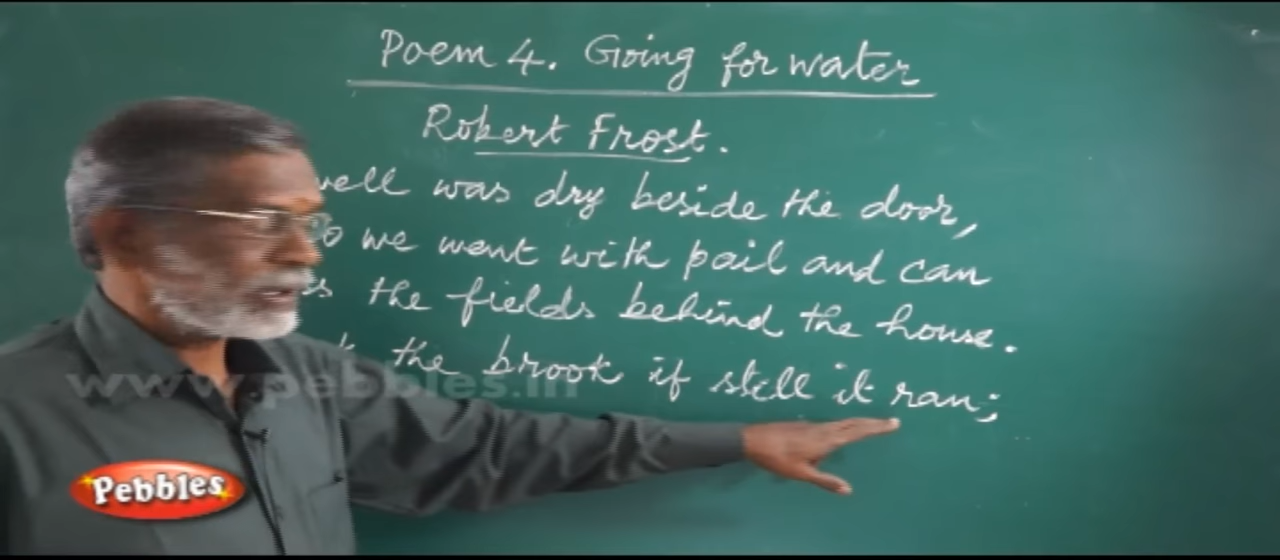 Poem 4. Going for water
Robert Frost.
well was dry beside the door,
we went with pail and can
the fields behind the house.
the brook if still it ran;
www.pebbles.in
Pebbles